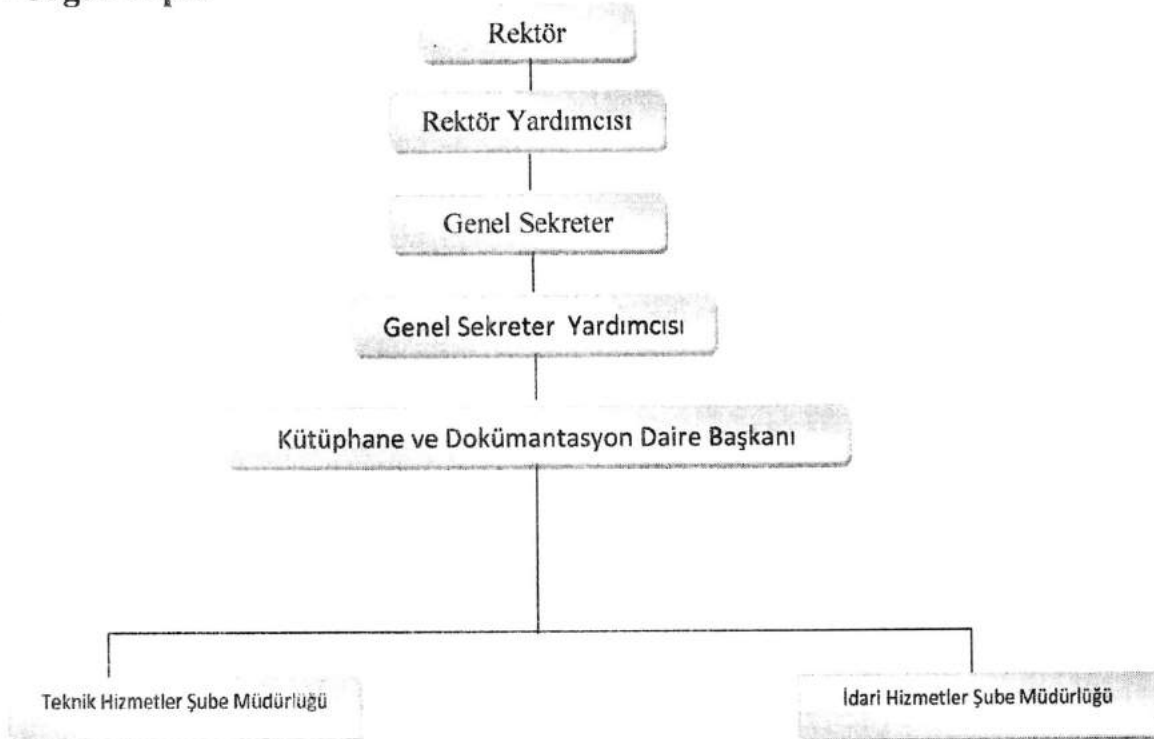 Rektör
Rektör Yardımcısı
Genel Sekreter
Genel Sekreter Yardımcısı
Kütüphane ve Dokümantasyon Daire Başkanı
Teknik Hizmetler Şube Müdürlüğü
İdari Hizmetler Şube Müdürlüğü